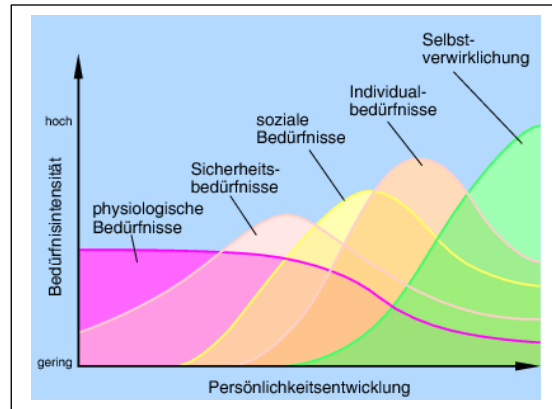 Selbst-
verwirklichung
Individual-
bedürfnisse
soziale
Bedürfnisse
Sicherheits-
bedürfnisse
physiologische
Bedürfnisse
hoch
Bedürfnisintensität
gering
Persönlichkeitsentwicklung